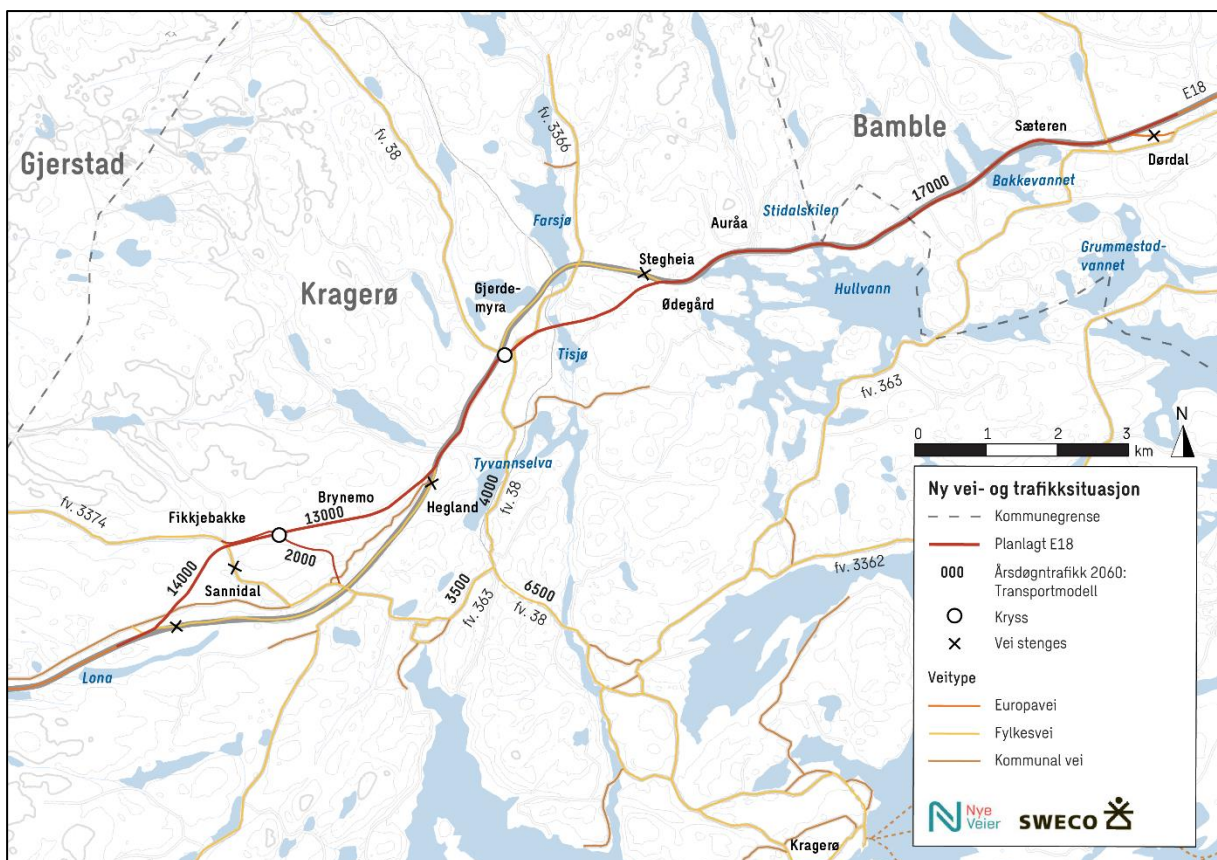 E18
Bamble
Sæteren
fv. 38
fv. 3366
Dørdal
Gjerstad
17000
Bakkevannet
Stidalskilen
Farsjø
Auråa
Grummestad-
vannet
Stegheia
Kragerø
Gjerde-
myra
Hullvann
Ødegård
Tisjø
fv. 363
0 1 2 3
km
N
Tyvannselva
4000
fv. 38
Brynemo
13000
Hegland
fv. 3374
Fikkjebakke
2000
14000
Sannidal
3500
fv. 363
6500
fv. 38
fv. 3362
Lona
Kragerø
Ny vei- og trafikksituasjon
Kommunegrense
Planlagt E18
000 Årsdøgntrafikk 2060:
Transportmodell
Kryss
Vei stenges
Veitype
Europavei
Fylkesvei
Kommunal vei
Nye
Veier
SWECO